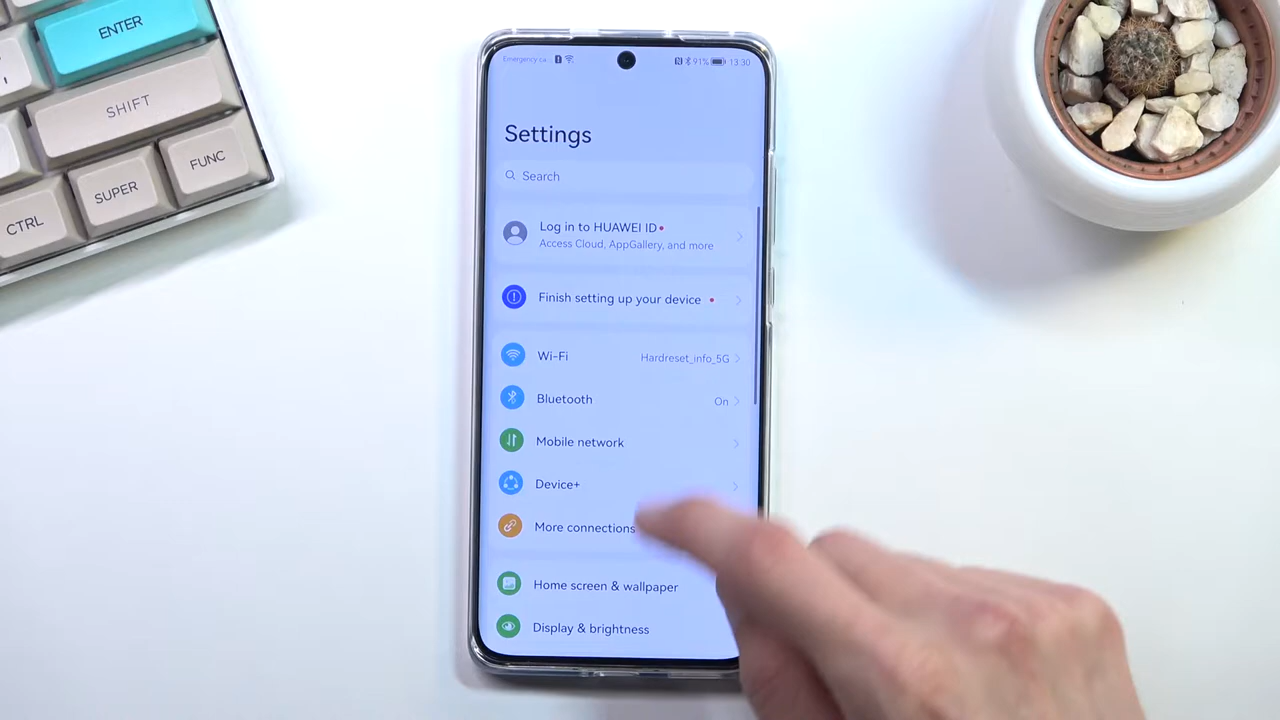 ENTER
SHIFT
FUNC
SUPER
CTRL
Emergency ca...
91% 13:30
Settings
Search
Log in to HUAWEI ID
Access Cloud, AppGallery, and more
Finish setting up your device
Wi-Fi Hardreset_info_5G
Bluetooth On
Mobile network
Device+
More connections
Home screen & wallpaper
Display & brightness